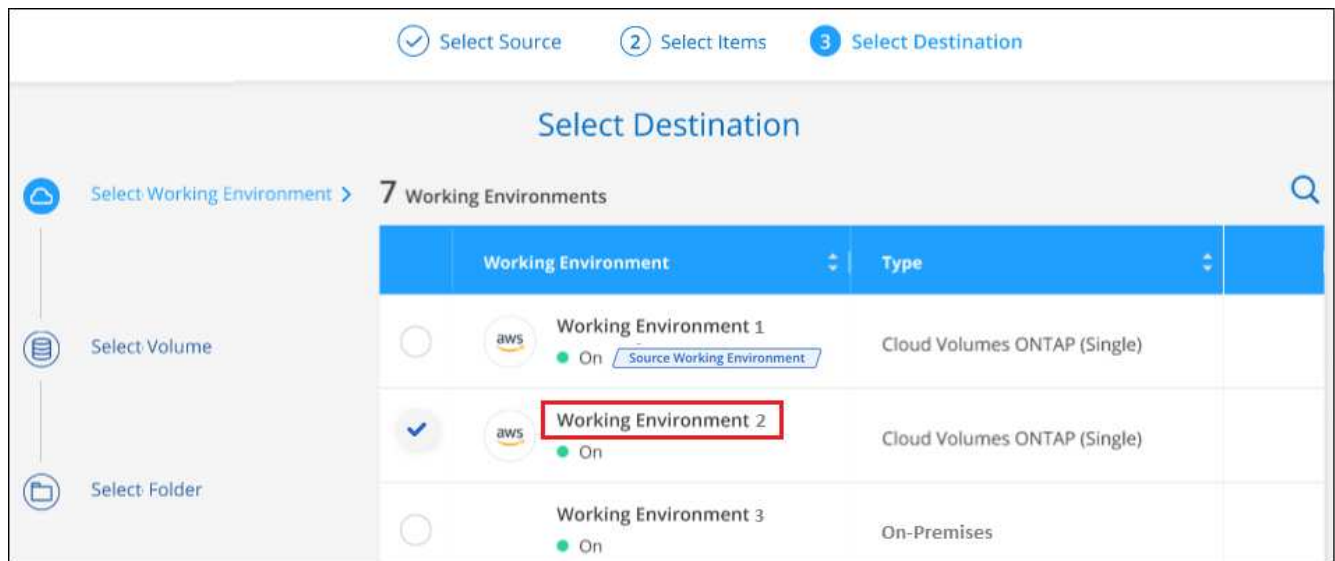 Select Source 2 Select Items 3 Select Destination
Select Destination
Select Working Environment > 7 Working Environments
Working Environment Type
Working Environment 1
aws Cloud Volumes ONTAP (Single)
On Source Working Environment
Select Volume
Working Environment 2
aws Cloud Volumes ONTAP (Single)
On
Select Folder
Working Environment 3
On-Premises
On